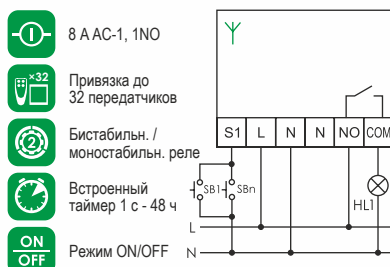 8 A AC-1, 1NO
×32
Привязка до
32 передатчиков
2
Бистабильн. /
моностабильн. реле
Встроенный
таймер 1 с - 48 ч
ON
OFF
Режим ON/OFF
S1 L N N NO COM
SB1 SBn
HL1
L
N